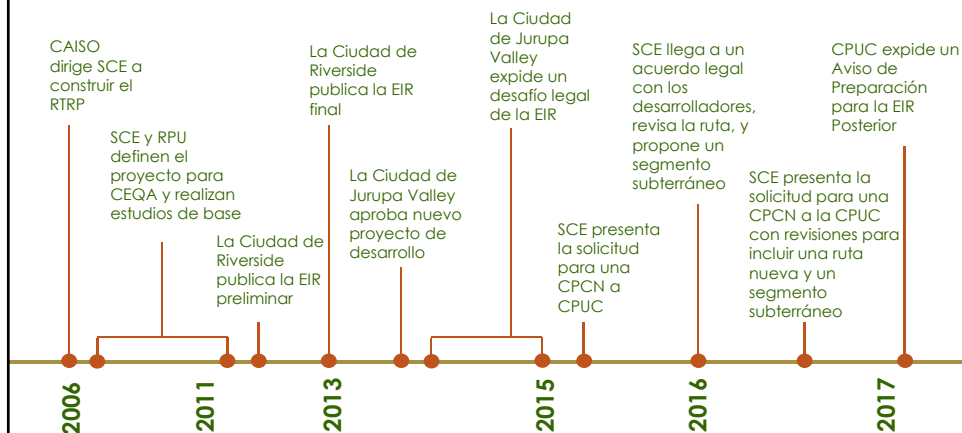 CAISO
dirige SCE a
construir el
RTRP
SCE y RPU
definen el
proyecto para
CEQA y realizan
estudios de base
La Ciudad de
Riverside
publica la EIR
preliminar
La Ciudad de
Riverside
publica la EIR
final
La Ciudad de
Jurupa Valley
aproba nuevo
proyecto de
desarrollo
La Ciudad
de Jurupa
Valley
expide un
desafío legal
de la EIR
SCE presenta
la solicitud
para una
CPCN a
CPUC
SCE llega a un
acuerdo legal
con los
desarrolladores,
revisa la ruta, y
propone un
segmento
subterráneo
SCE presenta la
solicitud para una
CPCN a la CPUC
con revisiones para
incluir una ruta
nueva y un
segmento
subterráneo
CPUC expide un
Aviso de
Preparación
para la EIR
Posterior
2006
2011
2013
2015
2016
2017